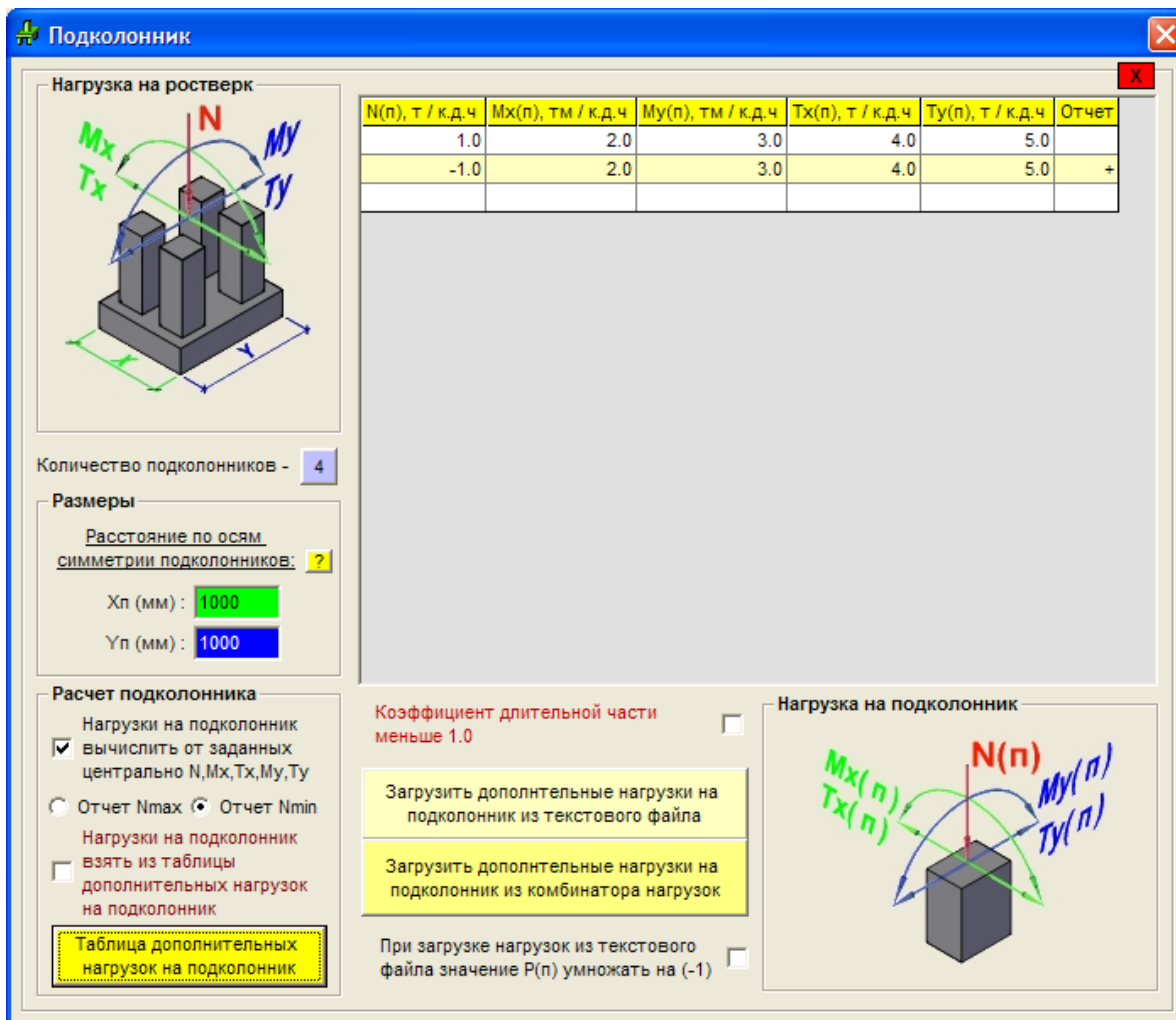 Подколонник
X
Нагрузка на ростверк
N
Mx
My
Tx
Ty
X
Y
N(п), т / к.д.ч Mx(п), тм / к.д.ч My(п), тм / к.д.ч Tx(п), т / к.д.ч Ty(п), т / к.д.ч Отчет
1.0 2.0 3.0 4.0 5.0
-1.0 2.0 3.0 4.0 5.0 +
Количество подколонников - 4
Размеры
Расстояние по осям
симметрии подколонников: ?
Xп (мм) : 1000
Yп (мм) : 1000
Расчет подколонника
Нагрузки на подколонник
вычислить от заданных
центрально N,Mx,Tx,My,Ty
Отчет Nmax Отчет Nmin
Нагрузки на подколонник
взять из таблицы
дополнительных нагрузок
на подколонник
Таблица дополнительных
нагрузок на подколонник
Коэффициент длительной части
меньше 1.0
Загрузить дополнтельные нагрузки на
подколонник из текстового файла
Загрузить дополнтельные нагрузки на
подколонник из комбинатора нагрузок
При загрузке нагрузок из текстового
файла значение P(п) умножать на (-1)
Нагрузка на подколонник
N(п)
Mx(п)
My(п)
Tx(п)
Ty(п)